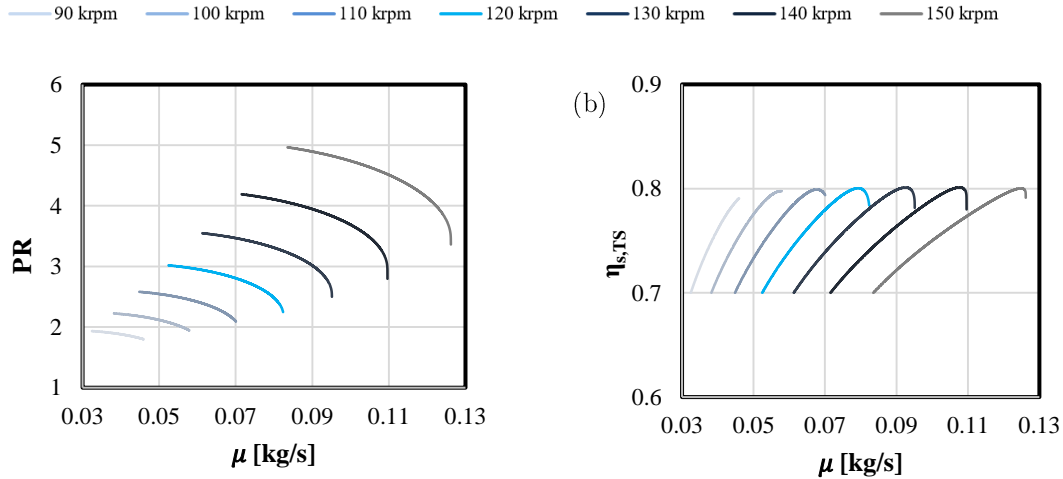 90 krpm 100 krpm 110 krpm 120 krpm 130 krpm 140 krpm 150 krpm
6
5
4
3
2
1
PR
0.03 0.05 0.07 0.09 0.11 0.13
μ [kg/s]
(b)
0.9
0.8
0.7
0.6
ηs,TS
0.03 0.05 0.07 0.09 0.11 0.13
μ [kg/s]